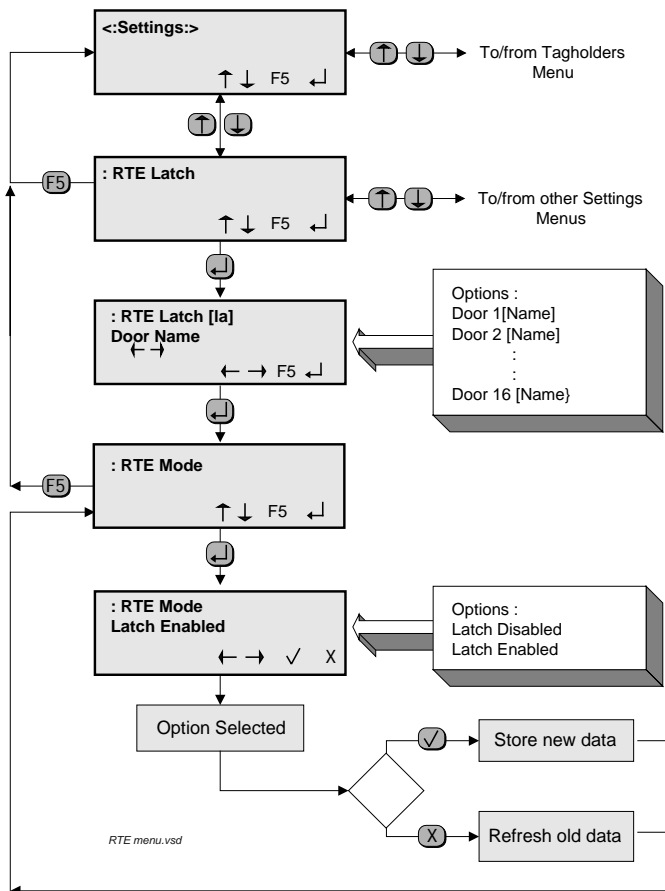 <:Settings:>
↑ ↓ F5 ↵
↑ ↓
To/from Tagholders
Menu
↑ ↓
F5
: RTE Latch
↑ ↓ F5 ↵
↑ ↓
To/from other Settings
Menus
↵
: RTE Latch [la]
Door Name
← →
← → F5 ↵
Options :
Door 1[Name]
Door 2 [Name]
:
:
Door 16 [Name}
↵
F5
: RTE Mode
↑ ↓ F5 ↵
↵
: RTE Mode
Latch Enabled
← → √ X
Options :
Latch Disabled
Latch Enabled
Option Selected
√
Store new data
X
Refresh old data
RTE menu.vsd